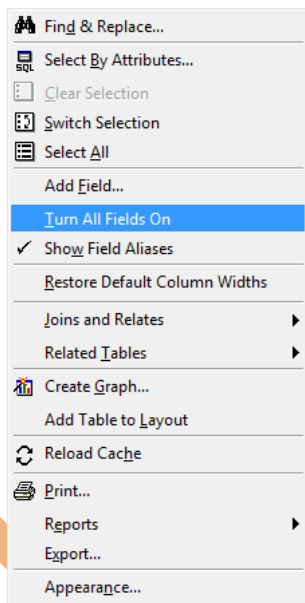 Find & Replace...
SQL Select By Attributes...
Clear Selection
Switch Selection
Select All
Add Field...
Turn All Fields On
Show Field Aliases
Restore Default Column Widths
Joins and Relates
Related Tables
Create Graph...
Add Table to Layout
Reload Cache
Print...
Reports
Export...
Appearance...